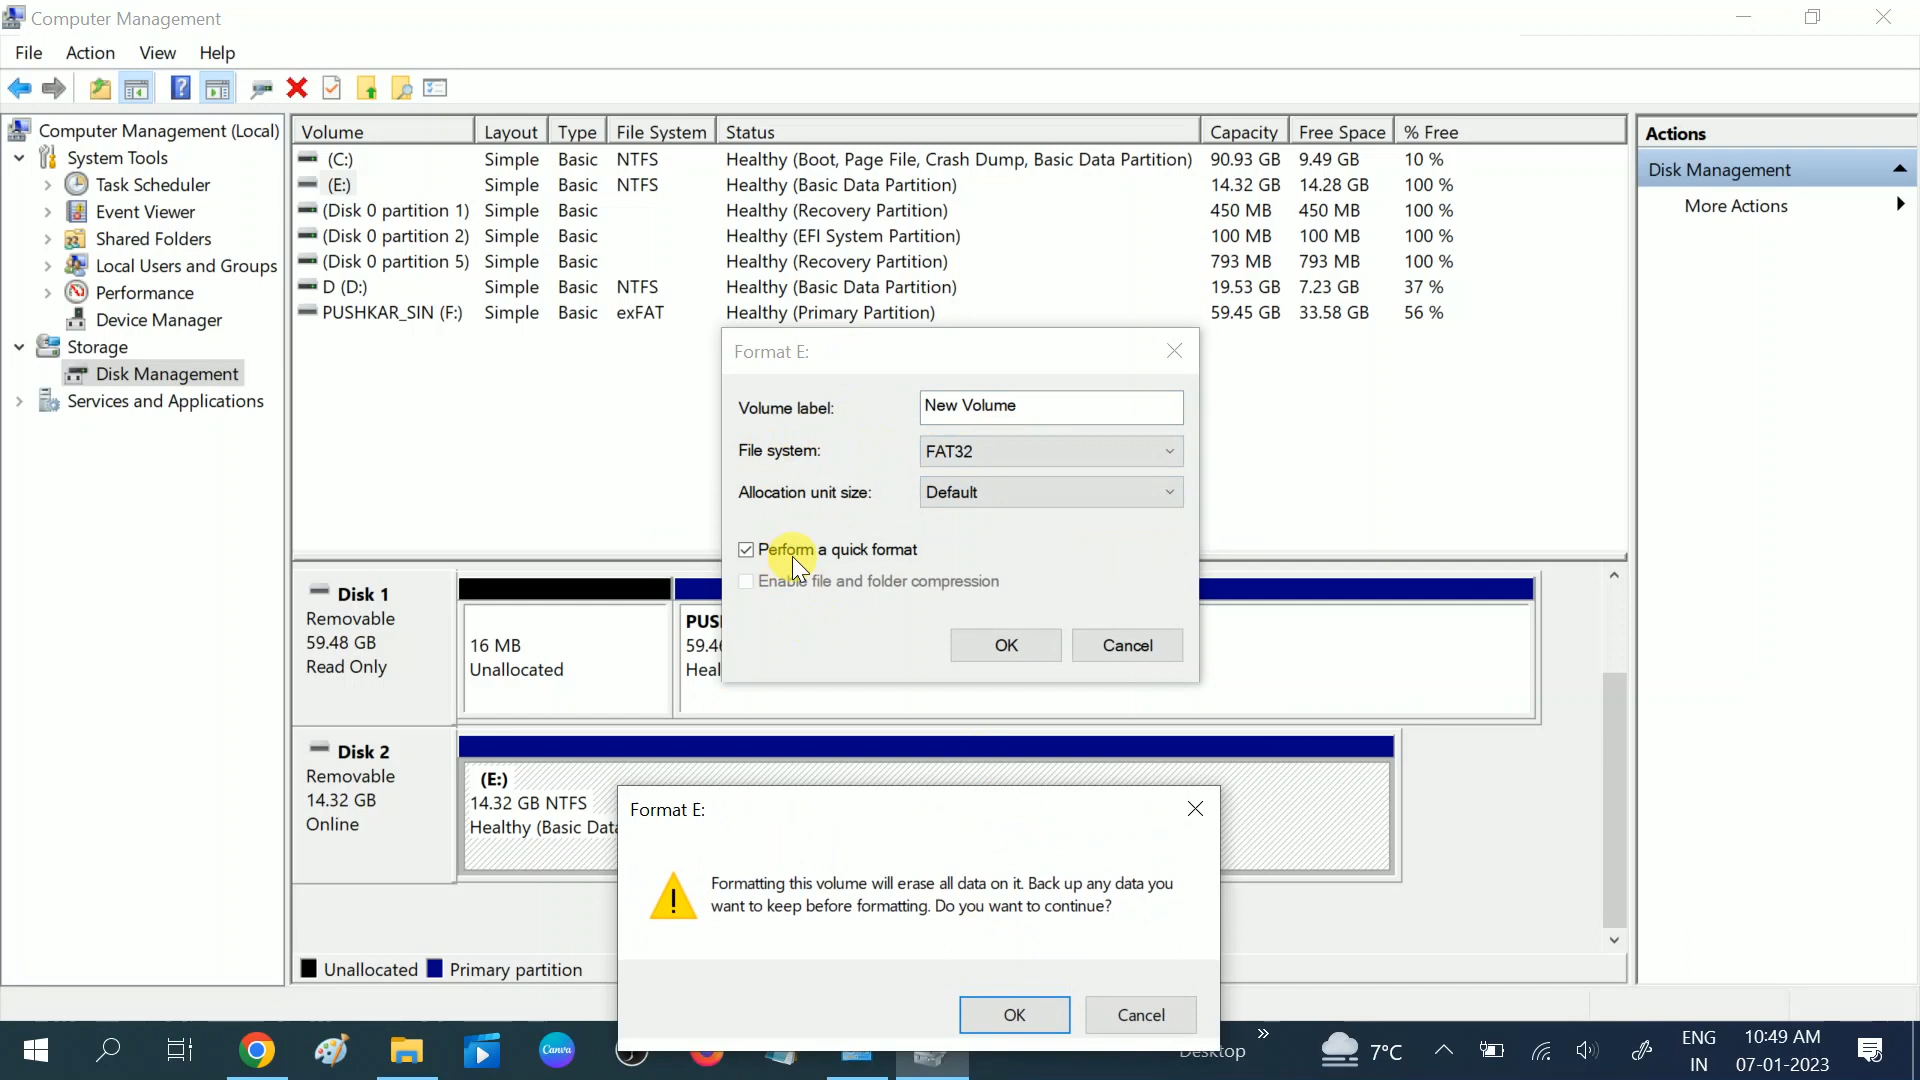 Computer Management
File Action View Help
Computer Management (Local)
System Tools
Task Scheduler
Event Viewer
Shared Folders
Local Users and Groups
Performance
Device Manager
Storage
Disk Management
Services and Applications
Volume Layout Type File System Status Capacity Free Space % Free
(C:) Simple Basic NTFS Healthy (Boot, Page File, Crash Dump, Basic Data Partition) 90.93 GB 9.49 GB 10 %
(E:) Simple Basic NTFS Healthy (Basic Data Partition) 14.32 GB 14.28 GB 100 %
(Disk 0 partition 1) Simple Basic Healthy (Recovery Partition) 450 MB 450 MB 100 %
(Disk 0 partition 2) Simple Basic Healthy (EFI System Partition) 100 MB 100 MB 100 %
(Disk 0 partition 5) Simple Basic Healthy (Recovery Partition) 793 MB 793 MB 100 %
D (D:) Simple Basic NTFS Healthy (Basic Data Partition) 19.53 GB 7.23 GB 37 %
PUSHKAR_SIN (F:) Simple Basic exFAT Healthy (Primary Partition) 59.45 GB 33.58 GB 56 %
Actions
Disk Management
More Actions
Format E:
Volume label: New Volume
File system: FAT32
Allocation unit size: Default
Perform a quick format
Enable file and folder compression
OK Cancel
Disk 1
Removable
59.48 GB
Read Only
16 MB
Unallocated
PUS
59.4
Heal
Disk 2
Removable
14.32 GB
Online
(E:)
14.32 GB NTFS
Healthy (Basic Data
Format E:
Formatting this volume will erase all data on it. Back up any data you
want to keep before formatting. Do you want to continue?
OK Cancel
Unallocated Primary partition
Canva
Desktop
7°C
ENG
IN
10:49 AM
07-01-2023